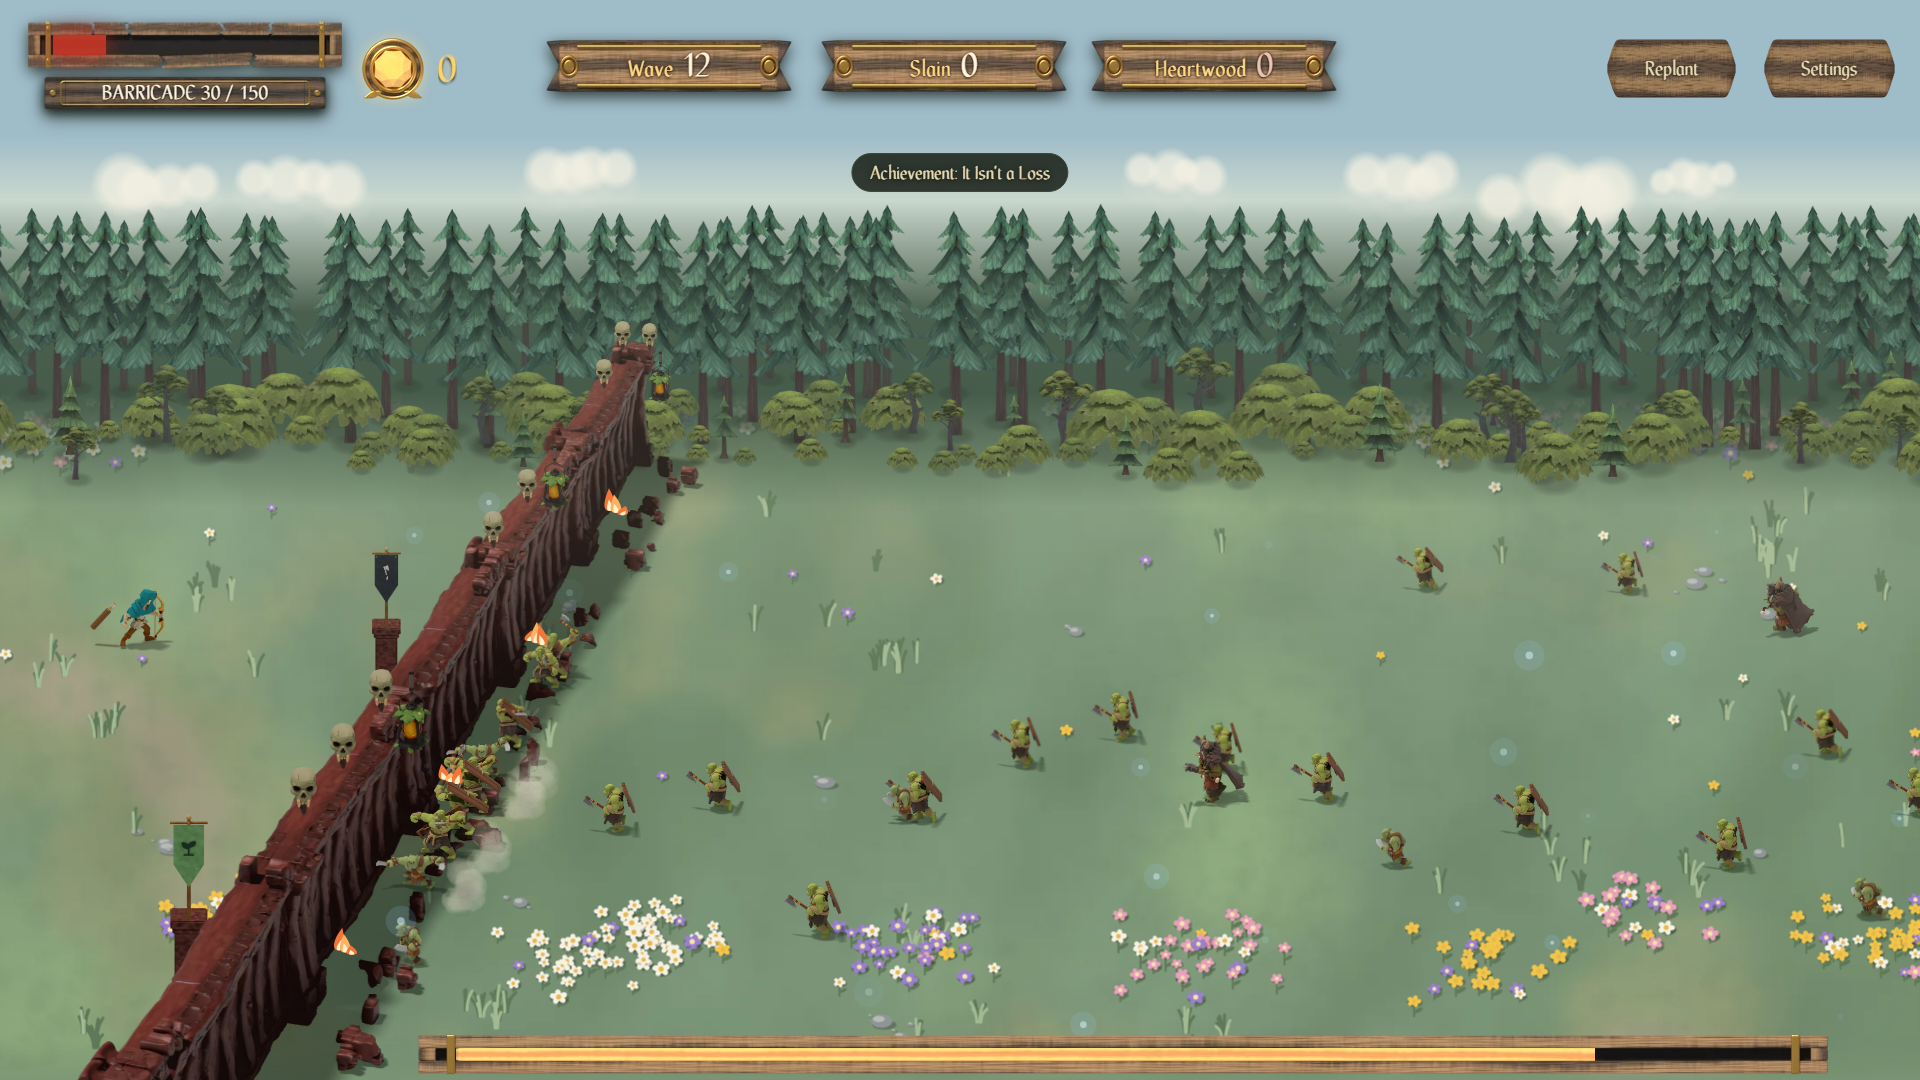 BARRICADE 30 / 150
0
Wave 12
Slain 0
Heartwood 0
Replant
Settings
Achievement: It Isn't a Loss